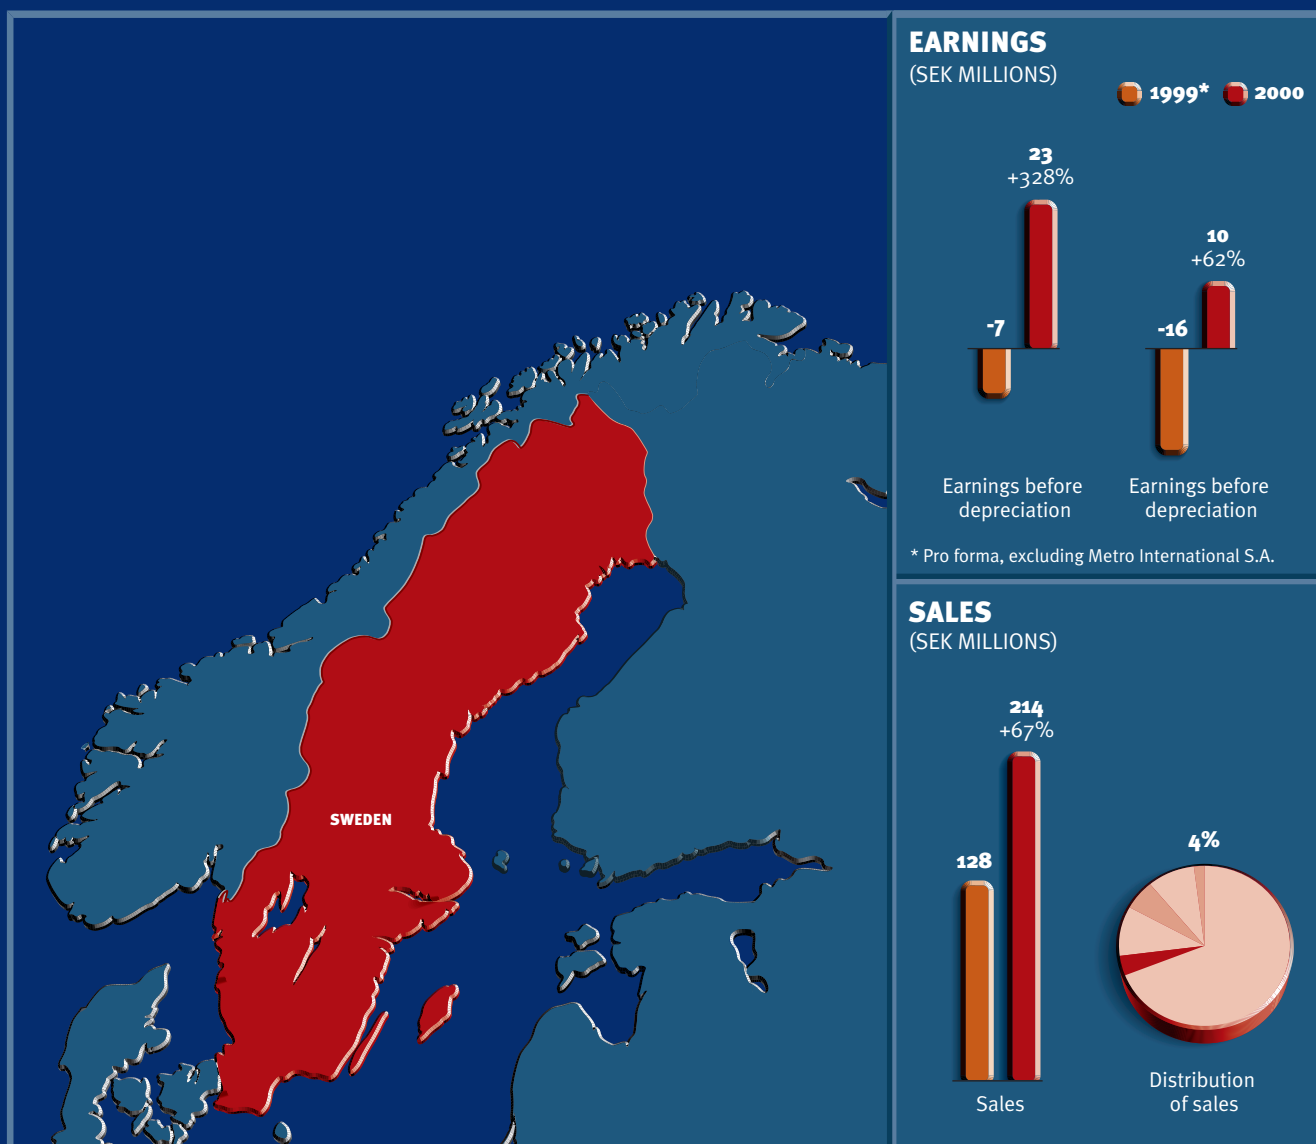 EARNINGS
(SEK MILLIONS)
1999* 2000
23
+328%
10
+62%
-7
-16
Earnings before
depreciation
Earnings before
depreciation
* Pro forma, excluding Metro International S.A.
SALES
(SEK MILLIONS)
214
+67%
128
4%
Sales
Distribution
of sales
SWEDEN